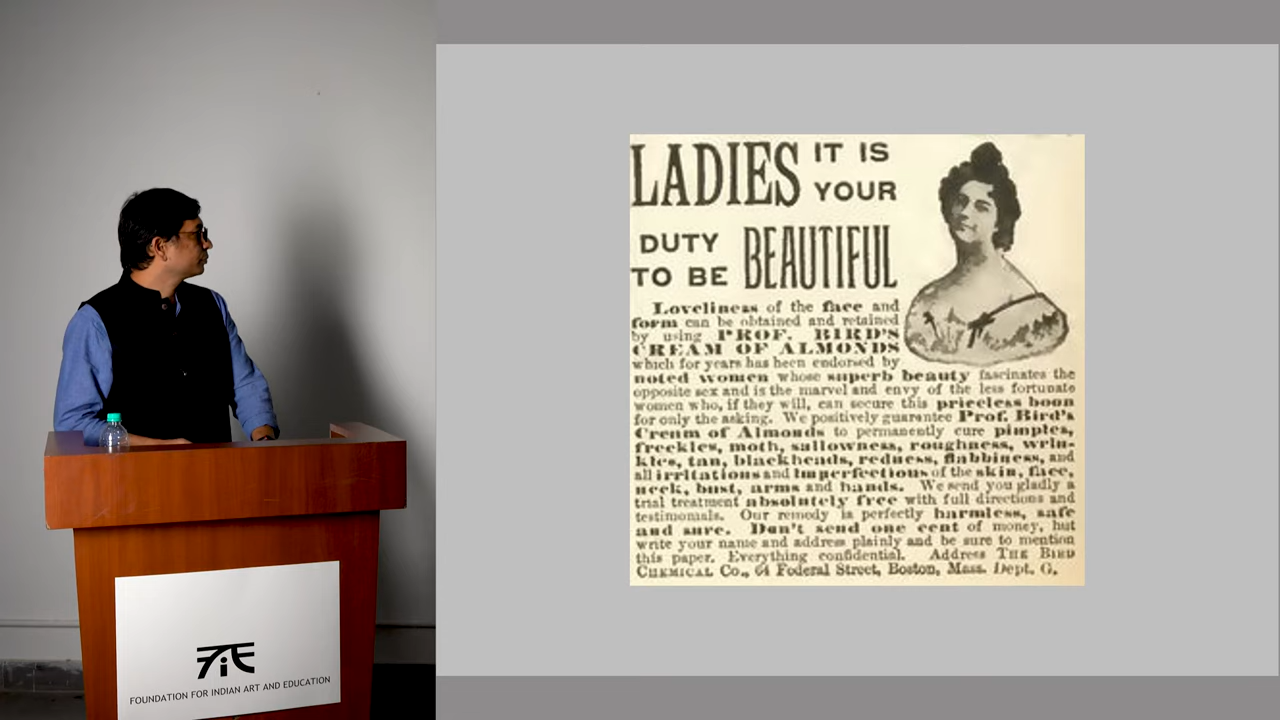 LADIES IT IS
YOUR
DUTY
TO BE BEAUTIFUL
Loveliness of the face and
form can be obtained and retained
by using PROF. BIRD'S
CREAM OF ALMONDS
which for years has been endorsed by
noted women whose superb beauty fascinates the
opposite sex and is the marvel and envy of the less fortunate
women who, if they will, can secure this priceless boon
for only the asking. We positively guarantee Prof. Bird's
Cream of Almonds to permanently cure pimples,
freckles, moth, sallowness, roughness, wrin-
kles, tan, blackheads, redness, flabbiness, and
all irritations and imperfections of the skin, face,
neck, bust, arms and hands. We send you gladly a
trial treatment absolutely free with full directions and
testimonials. Our remedy is perfectly harmless, safe
and sure. Don't send one cent of money, but
write your name and address plainly and be sure to mention
this paper. Everything confidential. Address THE BIRD
CHEMICAL Co., 64 Federal Street, Boston, Mass. Dept. G,
FiE
FOUNDATION FOR INDIAN ART AND EDUCATION